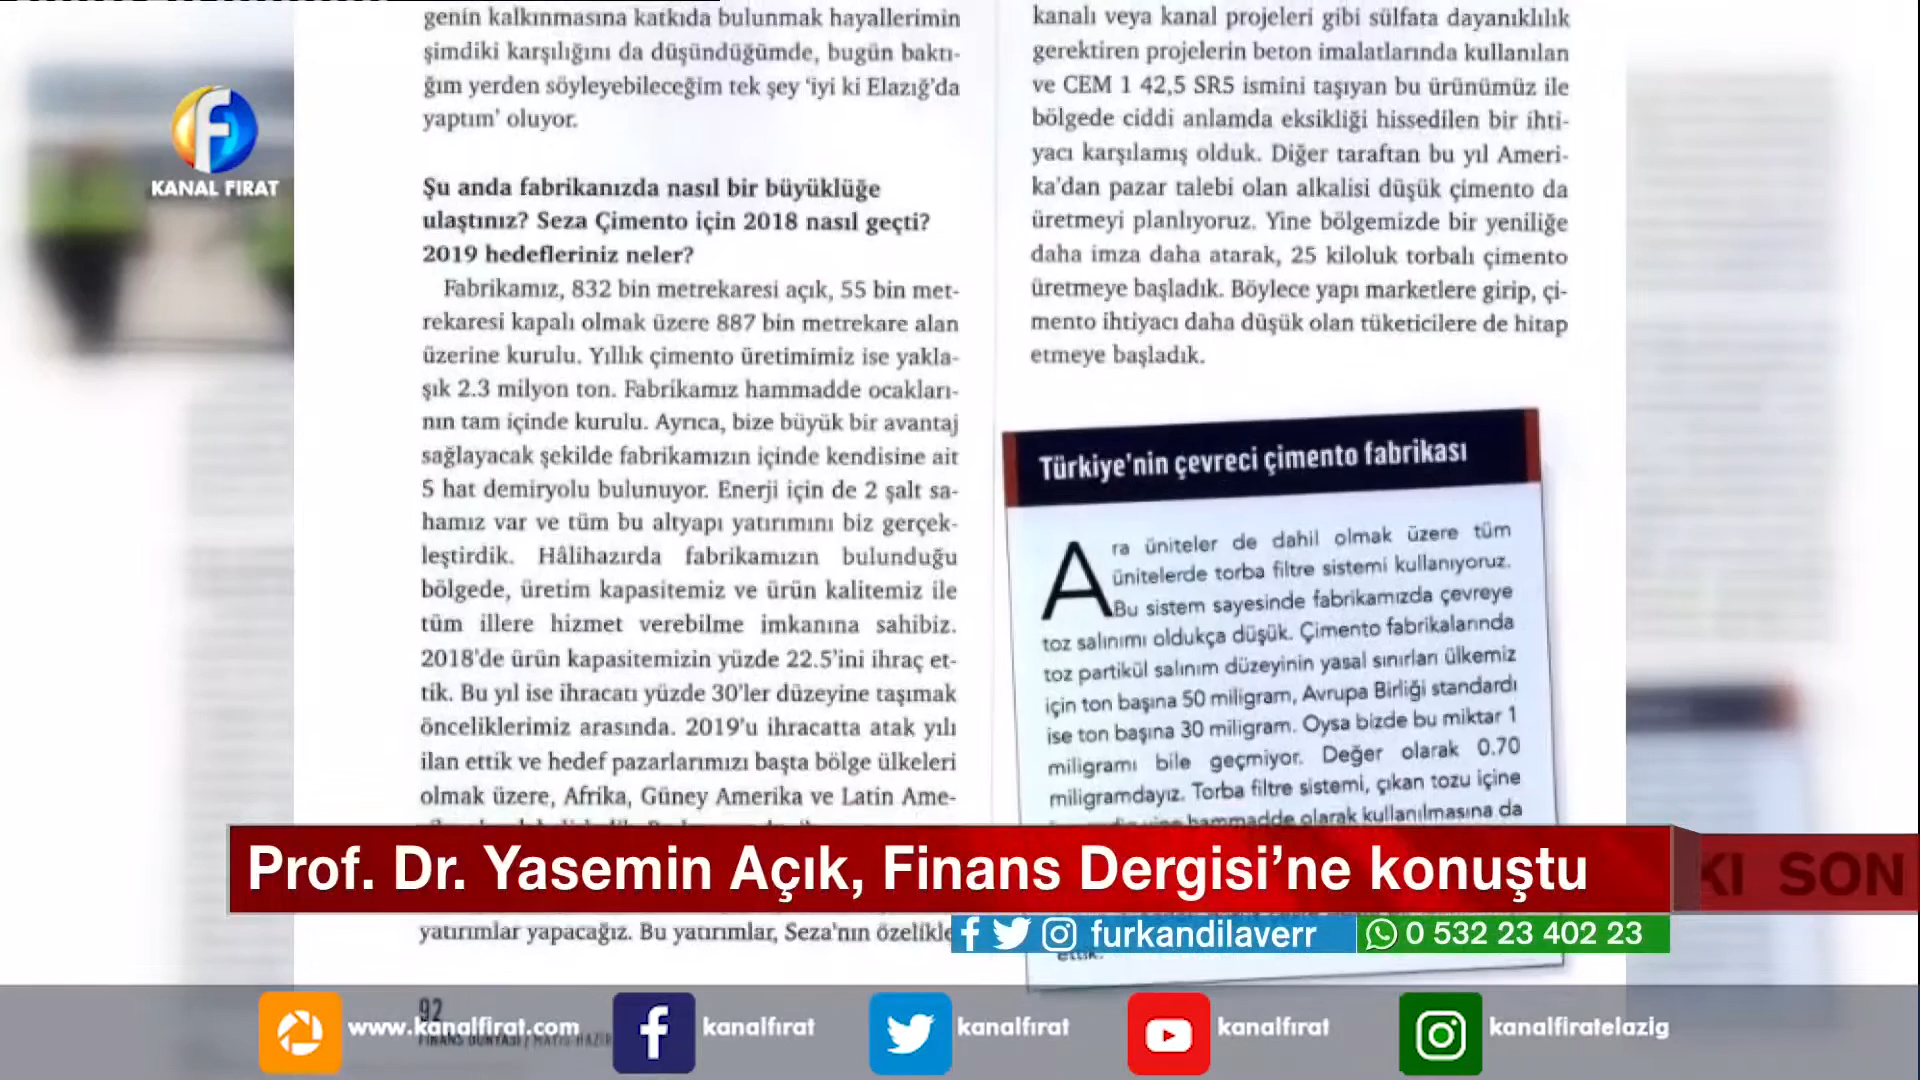 genin kalkınmasına katkıda bulunmak hayallerimin
şimdiki karşılığını da düşündüğümde, bugün baktı-
ğım yerden söyleyebileceğim tek şey ‘iyi ki Elazığ’da
yaptım’ oluyor.
Şu anda fabrikanızda nasıl bir büyüklüğe
ulaştınız? Seza Çimento için 2018 nasıl geçti?
2019 hedefleriniz neler?
Fabrikamız, 832 bin metrekaresi açık, 55 bin met-
rekaresi kapalı olmak üzere 887 bin metrekare alan
üzerine kurulu. Yıllık çimento üretimimiz ise yakla-
şık 2.3 milyon ton. Fabrikamız hammadde ocakları-
nın tam içinde kurulu. Ayrıca, bize büyük bir avantaj
sağlayacak şekilde fabrikamızın içinde kendisine ait
5 hat demiryolu bulunuyor. Enerji için de 2 şalt sa-
hamız var ve tüm bu altyapı yatırımını biz gerçek-
leştirdik. Hâlihazırda fabrikamızın bulunduğu
bölgede, üretim kapasitemiz ve ürün kalitemiz ile
tüm illere hizmet verebilme imkanına sahibiz.
2018’de ürün kapasitemizin yüzde 22.5’ini ihraç et-
tik. Bu yıl ise ihracatı yüzde 30’ler düzeyine taşımak
önceliklerimiz arasında. 2019’u ihracatta atak yılı
ilan ettik ve hedef pazarlarımızı başta bölge ülkeleri
olmak üzere, Afrika, Güney Amerika ve Latin Ame-
yatırımlar yapacağız. Bu yatırımlar, Seza’nın özelikle
92
FİNANS DÜNYASI / MAYIS-HAZİR
kanalı veya kanal projeleri gibi sülfata dayanıklılık
gerektiren projelerin beton imalatlarında kullanılan
ve CEM 1 42,5 SR5 ismini taşıyan bu ürünümüz ile
bölgede ciddi anlamda eksikliği hissedilen bir ihti-
yacı karşılamış olduk. Diğer taraftan bu yıl Ameri-
ka’dan pazar talebi olan alkalisi düşük çimento da
üretmeyi planlıyoruz. Yine bölgemizde bir yeniliğe
daha imza daha atarak, 25 kiloluk torbalı çimento
üretmeye başladık. Böylece yapı marketlere girip, çi-
mento ihtiyacı daha düşük olan tüketicilere de hitap
etmeye başladık.
Türkiye’nin çevreci çimento fabrikası
Ara üniteler de dahil olmak üzere tüm
ünitelerde torba filtre sistemi kullanıyoruz.
Bu sistem sayesinde fabrikamızda çevreye
toz salınımı oldukça düşük. Çimento fabrikalarında
toz partikül salınım düzeyinin yasal sınırları ülkemiz
için ton başına 50 miligram, Avrupa Birliği standardı
ise ton başına 30 miligram. Oysa bizde bu miktar 1
miligramı bile geçmiyor. Değer olarak 0.70
miligramdayız. Torba filtre sistemi, çıkan tozu içine
hammadde olarak kullanılmasına da
ettik.
KANAL FIRAT
Prof. Dr. Yasemin Açık, Finans Dergisi’ne konuştu
SON
furkandilaverr
0 532 23 402 23
www.kanalfirat.com
kanalfırat
kanalfırat
kanalfırat
kanalfiratelazig